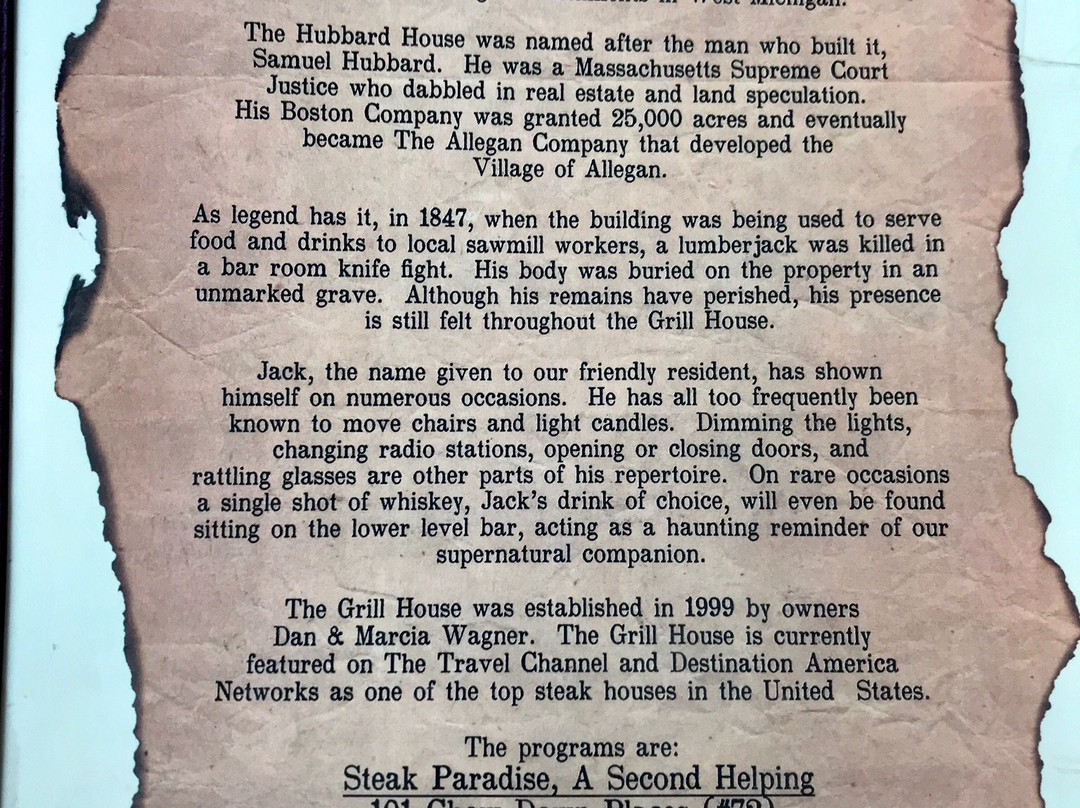 in West Michigan.
The Hubbard House was named after the man who built it,
Samuel Hubbard. He was a Massachusetts Supreme Court
Justice who dabbled in real estate and land speculation.
His Boston Company was granted 25,000 acres and eventually
became The Allegan Company that developed the
Village of Allegan.
As legend has it, in 1847, when the building was being used to serve
food and drinks to local sawmill workers, a lumberjack was killed in
a bar room knife fight. His body was buried on the property in an
unmarked grave. Although his remains have perished, his presence
is still felt throughout the Grill House.
Jack, the name given to our friendly resident, has shown
himself on numerous occasions. He has all too frequently been
known to move chairs and light candles. Dimming the lights,
changing radio stations, opening or closing doors, and
rattling glasses are other parts of his repertoire. On rare occasions
a single shot of whiskey, Jack's drink of choice, will even be found
sitting on the lower level bar, acting as a haunting reminder of our
supernatural companion.
The Grill House was established in 1999 by owners
Dan & Marcia Wagner. The Grill House is currently
featured on The Travel Channel and Destination America
Networks as one of the top steak houses in the United States.
The programs are:
Steak Paradise, A Second Helping
101 Chow Down Places (#72)